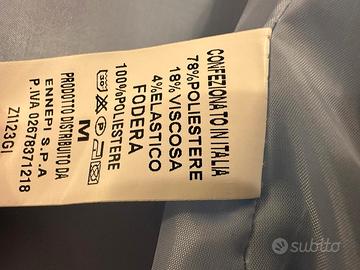 CONFEZIONATO IN ITALIA
78%POLIESTERE
18%VISCOSA
4%ELASTICO
FODERA
100%POLIESTERE
M
PRODOTTO DISTRIBUITO DA
ENNEPI S.P.A
P.IVA 02678371218
Z1123GI
subito